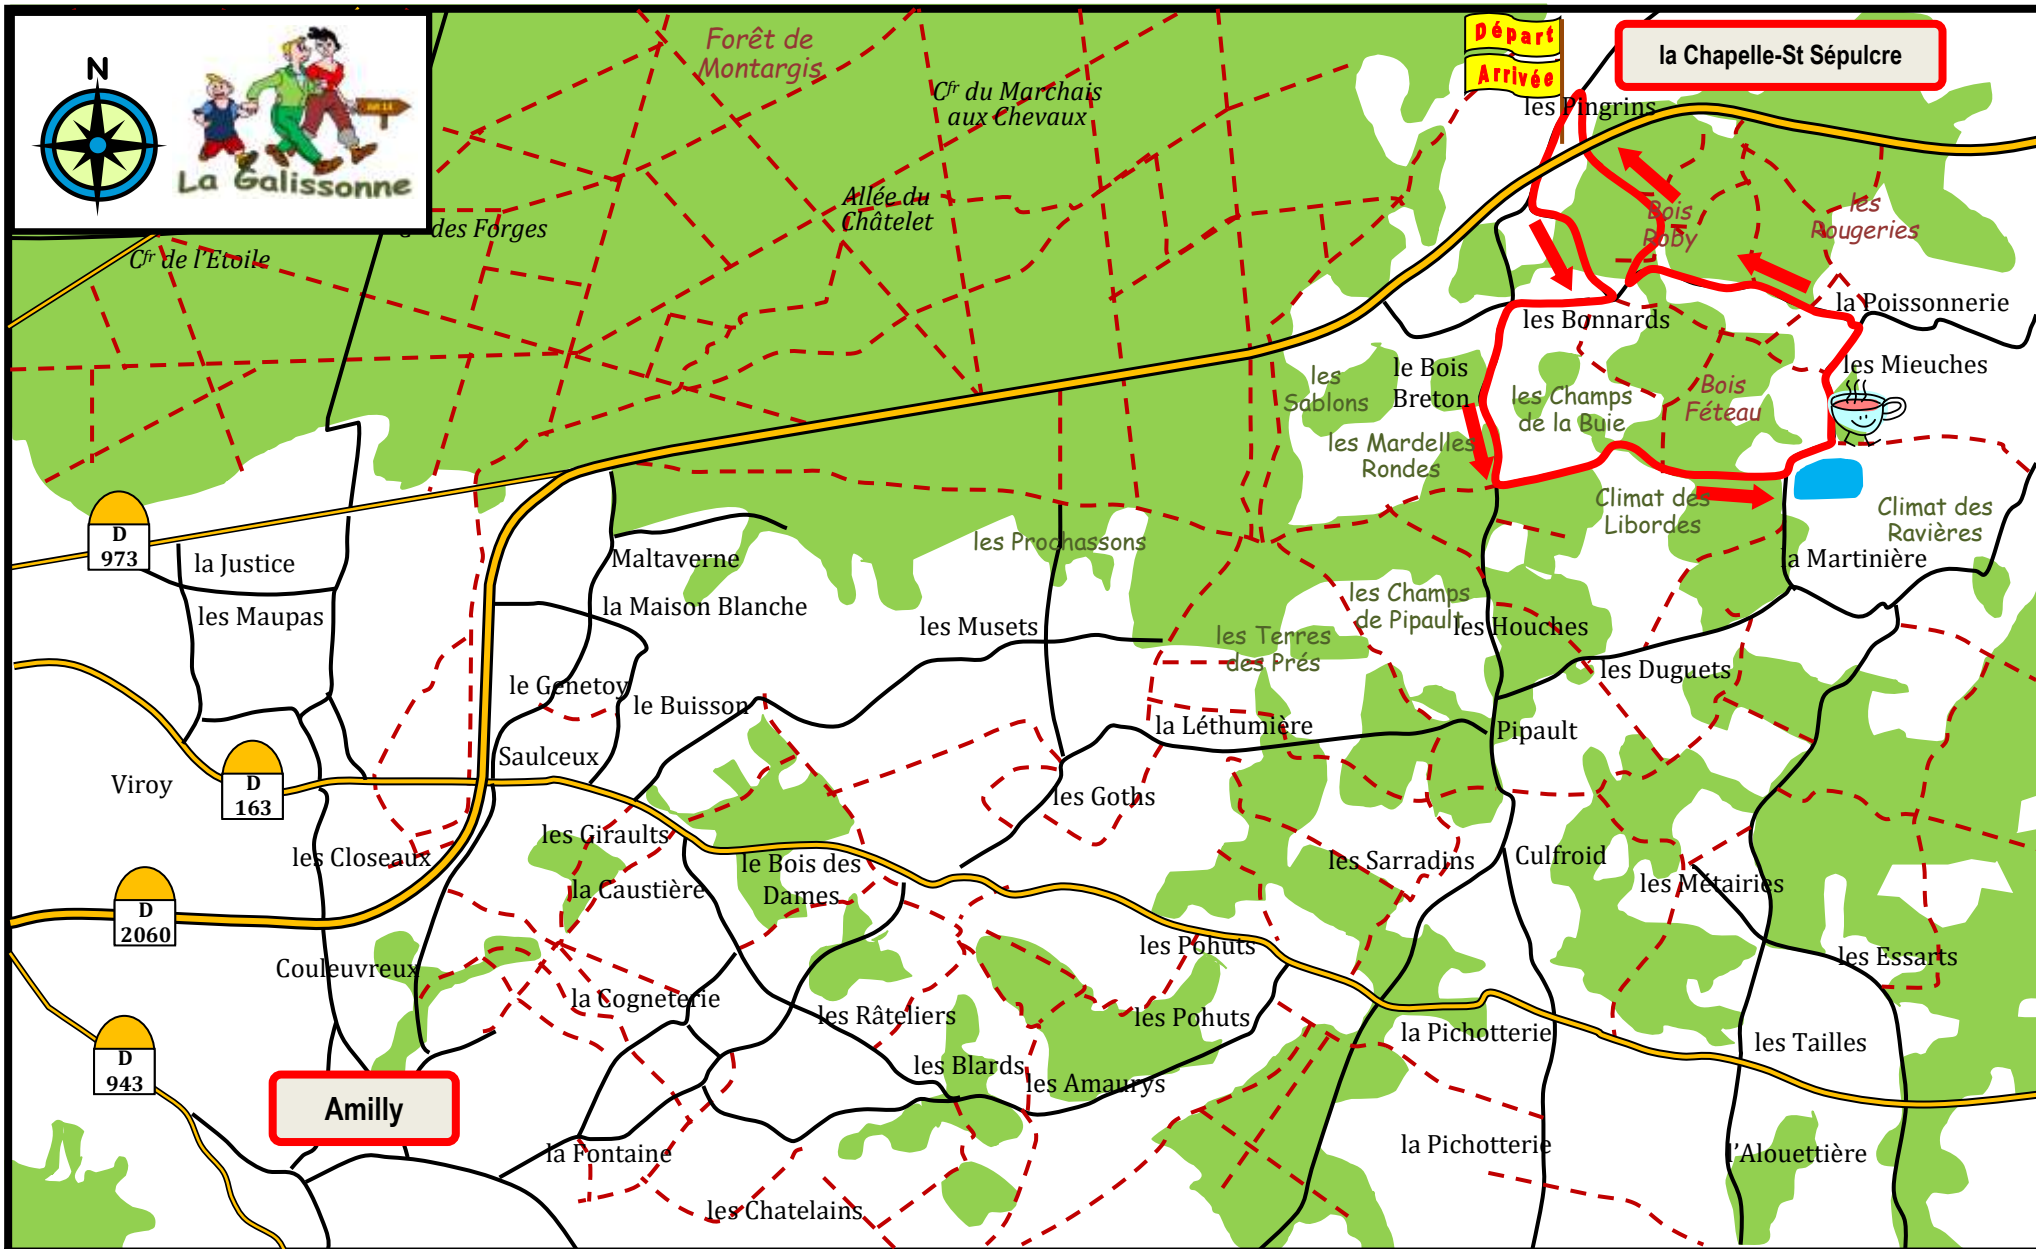 N
La Galissonne
Forêt de
Montargis
Cfr du Marchais
aux Chevaux
Départ
Arrivée
la Chapelle-St Sépulcre
les Pingrins
Allée du
Châtelet
des Forges
Cfr de l'Etoile
Bois
Roby
les
Rougeries
la Poissonnerie
les Bonnards
les Mieuches
le Bois
Breton
les
Sablons
les Champs
de la Buie
Bois
Féteau
les Mardelles
Rondes
Climat des
Libordes
Climat des
Ravières
D
973
la Justice
les Maupas
Maltaverne
la Maison Blanche
les Prochassons
les Musets
les Champs
de Pipault
les Houches
la Martinière
les Terres
des Prés
les Duguets
le Genetoy
le Buisson
la Léthumière
Pipault
Saulceux
Viroy
D
163
les Goths
les Giraults
les Closeaux
le Bois des
Dames
la Caustière
les Sarradins
Culfroid
les Métairies
D
2060
les Pohuts
les Essarts
Couleuvreux
la Cogneterie
les Râteliers
les Pohuts
la Pichotterie
les Tailles
D
943
les Blards
les Amaurys
Amilly
la Fontaine
la Pichotterie
l'Alouettière
les Chatelains